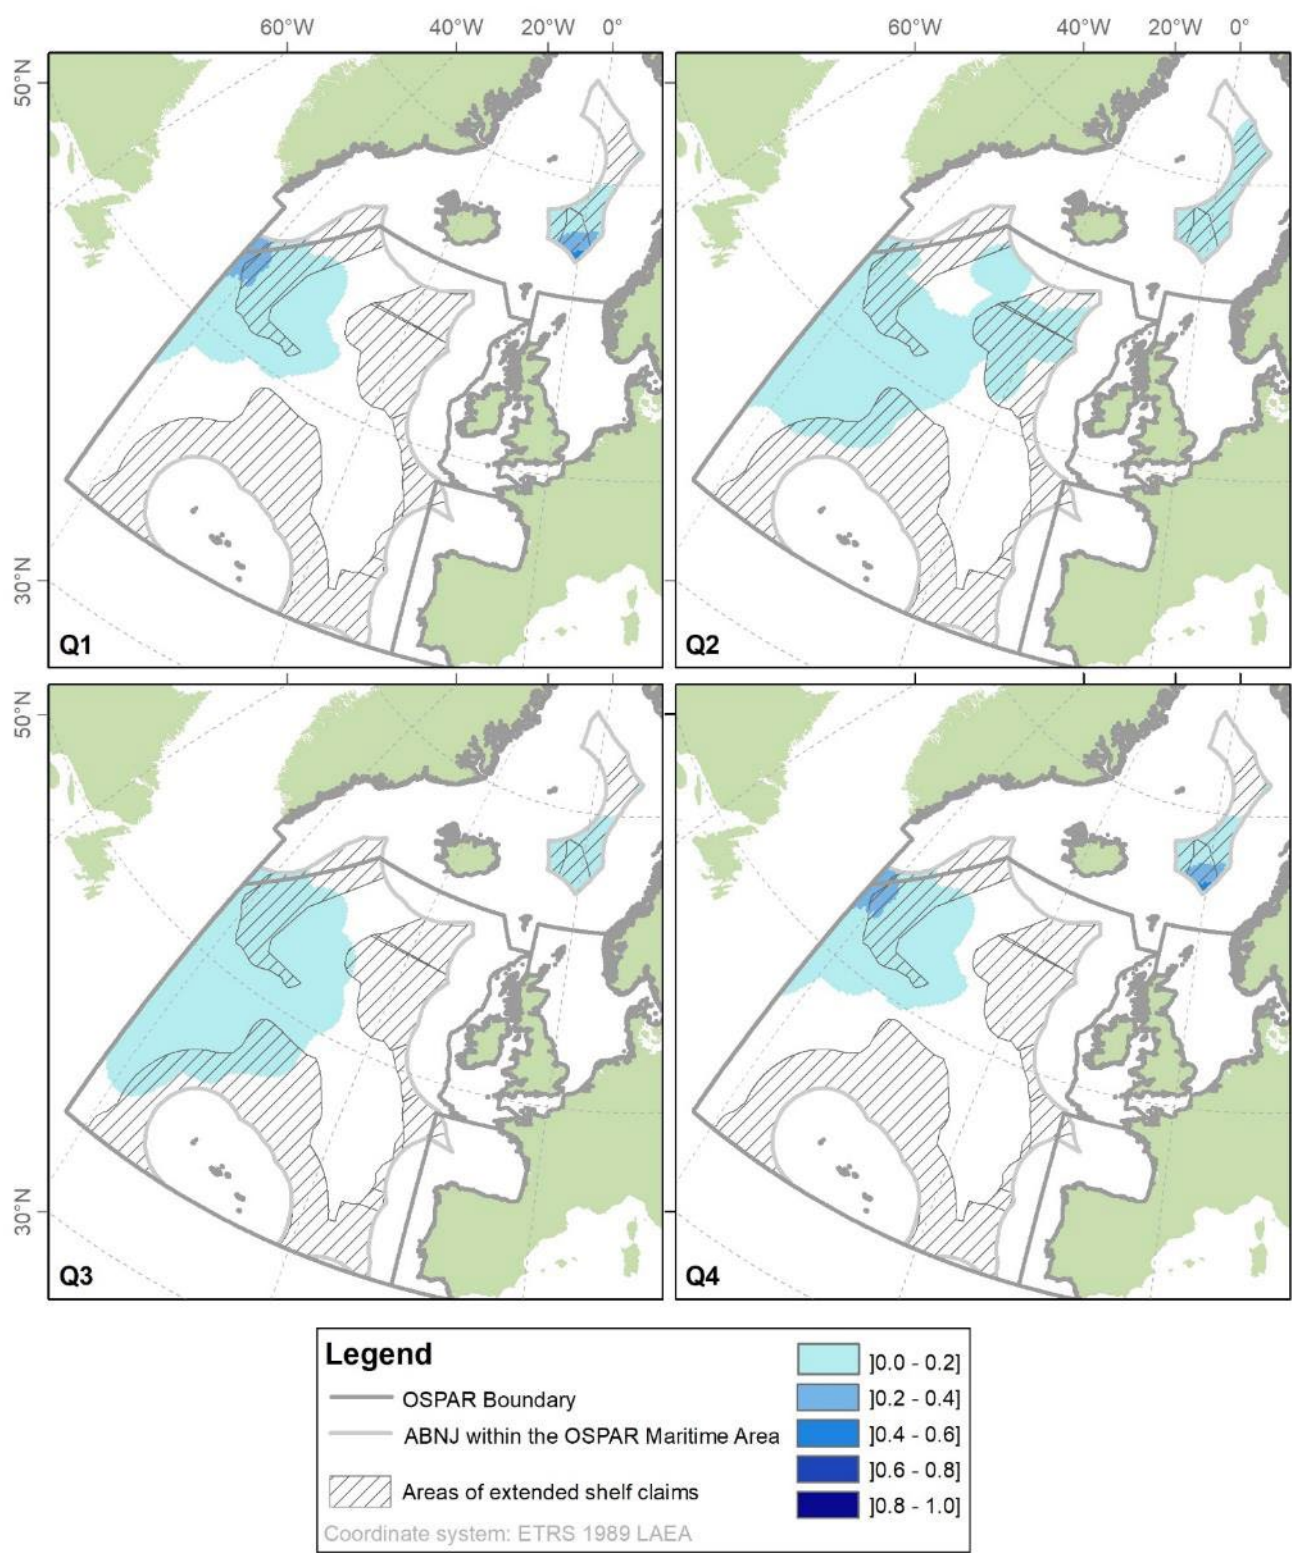 60°W 40°W 20°W 0° 60°W 40°W 20°W 0°
50°N
30°N
Q1 Q2
50°N
30°N
Q3 Q4
Legend
OSPAR Boundary
ABNJ within the OSPAR Maritime Area
Areas of extended shelf claims
Coordinate system: ETRS 1989 LAEA
]0.0 - 0.2]
]0.2 - 0.4]
]0.4 - 0.6]
]0.6 - 0.8]
]0.8 - 1.0]